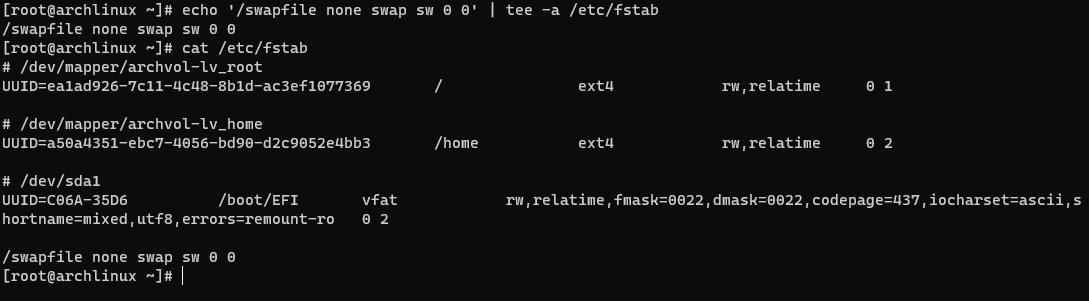 [root@archlinux ~]# echo '/swapfile none swap sw 0 0' | tee -a /etc/fstab
/swapfile none swap sw 0 0
[root@archlinux ~]# cat /etc/fstab
# /dev/mapper/archvol-lv_root
UUID=ea1ad926-7c11-4c48-8b1d-ac3ef1077369       /               ext4            rw,relatime     0 1
# /dev/mapper/archvol-lv_home
UUID=a50a4351-ebc7-4056-bd90-d2c9052e4bb3       /home           ext4            rw,relatime     0 2
# /dev/sda1
UUID=C06A-35D6          /boot/EFI       vfat            rw,relatime,fmask=0022,dmask=0022,codepage=437,iocharset=ascii,s
hortname=mixed,utf8,errors=remount-ro   0 2
/swapfile none swap sw 0 0
[root@archlinux ~]#